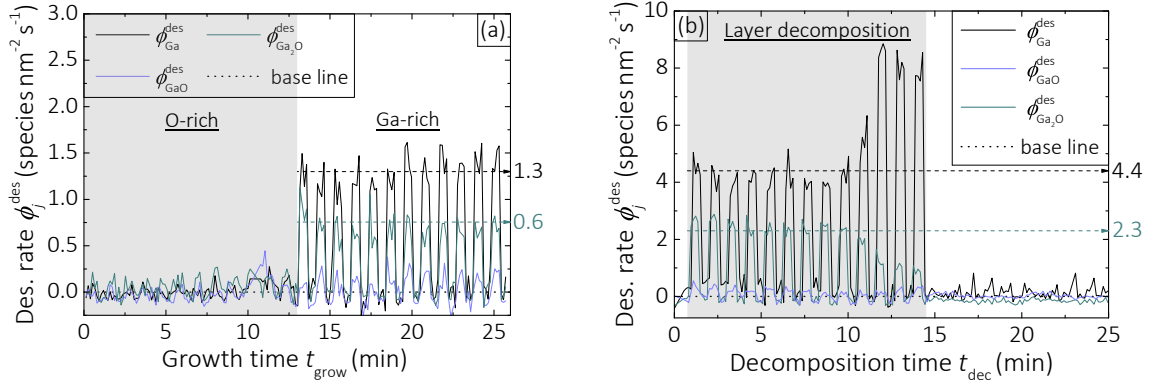 (a)
ϕ_Ga^des
ϕ_Ga₂O^des
ϕ_GaO^des
base line
O-rich
Ga-rich
3.0
2.5
2.0
1.5
1.0
0.5
0.0
1.3
0.6
0 5 10 15 20 25
Des. rate ϕ_j^des (species nm⁻² s⁻¹)
Growth time t_grow (min)
(b)
Layer decomposition
ϕ_Ga^des
ϕ_GaO^des
ϕ_Ga₂O^des
base line
10
8
6
4
2
0
4.4
2.3
0 5 10 15 20 25
Des. rate ϕ_j^des (species nm⁻² s⁻¹)
Decomposition time t_dec (min)